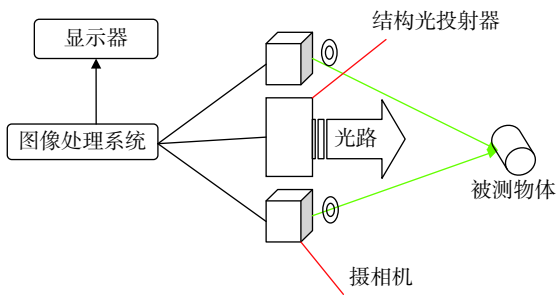 结构光投射器
显示器
图像处理系统
光路
被测物体
摄相机